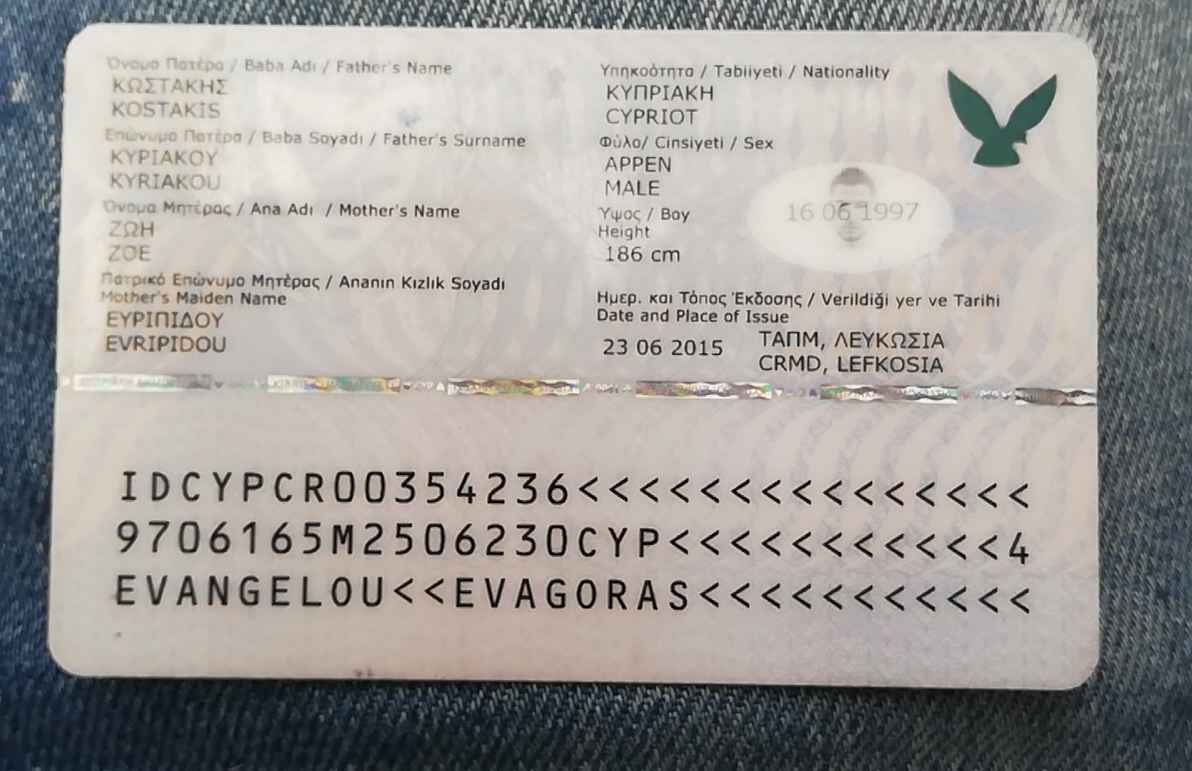 Όνομα Πατέρα / Baba Adı / Father's Name
ΚΩΣΤΑΚΗΣ
KOSTAKIS
Επώνυμο Πατέρα / Baba Soyadı / Father's Surname
ΚΥΡΙΑΚΟΥ
KYRIAKOU
Όνομα Μητέρας / Ana Adı / Mother's Name
ΖΩΗ
ZOE
Πατρικό Επώνυμο Μητέρας / Ananın Kızlık Soyadı
Mother's Maiden Name
ΕΥΡΙΠΙΔΟΥ
EVRIPIDOU
Υπηκοότητα / Tabiiyeti / Nationality
ΚΥΠΡΙΑΚΗ
CYPRIOT
Φύλο/ Cinsiyeti / Sex
ΑΡΡΕΝ
MALE
Ύψος / Boy
Height
186 cm
16 06 1997
Ημερ. και Τόπος Έκδοσης / Verildiği yer ve Tarihi
Date and Place of Issue
23 06 2015
ΤΑΠΜ, ΛΕΥΚΩΣΙΑ
CRMD, LEFKOSIA
IDCYPCR00354236<<<<<<<<<<<<<<<
9706165M2506230CYP<<<<<<<<<<<4
EVANGELOU<<EVAGORAS<<<<<<<<<<<